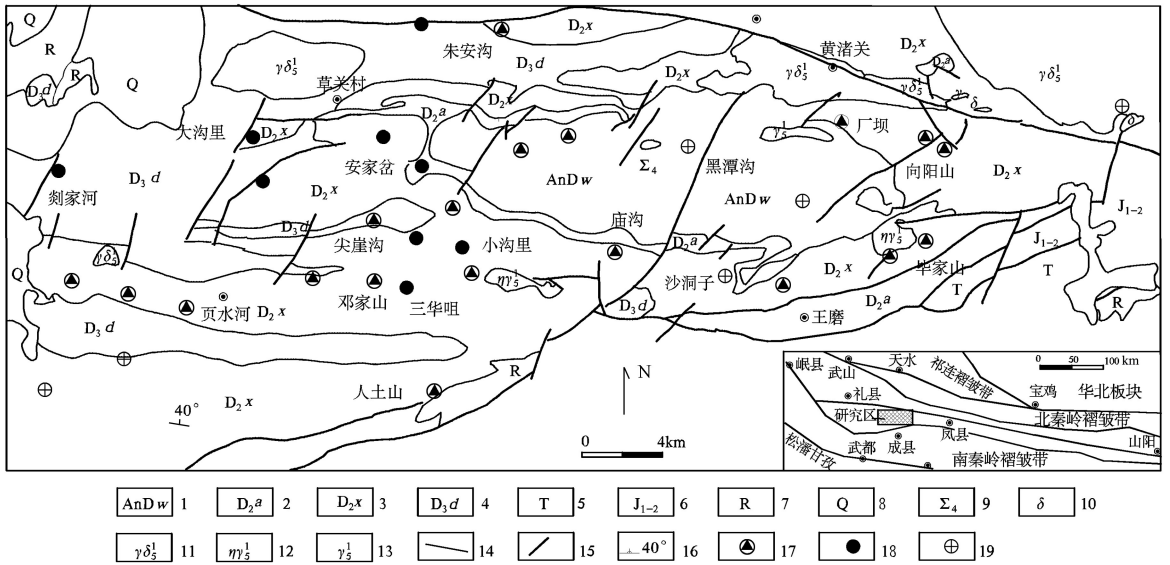 Q
R
R
D₃d
Q
γδ₅¹
朱安沟
D₂x
D₃d
黄渚关
D₂x
γδ₅¹
D₂x
γδ₅¹
D₂a
γδ₅¹
γ
δ
δ
草关村
大沟里
D₂x
D₂a
D₂x
安家岔
AnDw
Σ₄
黑潭沟
γ₅¹
厂坝
向阳山
D₂x
剡家河
D₃d
D₂x
AnDw
J₁₋₂
D₃d
尖崖沟
小沟里
庙沟
D₂a
ηγ₅¹
J₁₋₂
Q
γδ₅¹
ηγ₅¹
沙洞子
D₂x
毕家山
T
页水河
D₂x
邓家山
三华咀
D₃d
D₂a
T
R
D₃d
王磨
R
人土山
N
40°
D₂x
0 4km
0 50 100 km
岷县
武山
天水
祁连褶皱带
宝鸡
华北板块
礼县
研究区
北秦岭褶皱带
凤县
山阳
松潘甘孜
武都
成县
南秦岭褶皱带
AnDw 1 D₂a 2 D₂x 3 D₃d 4 T 5 J₁₋₂ 6 R 7 Q 8 Σ₄ 9 δ 10
γδ₅¹ 11 ηγ₅¹ 12 γ₅¹ 13 14 15 40° 16 17 18 19